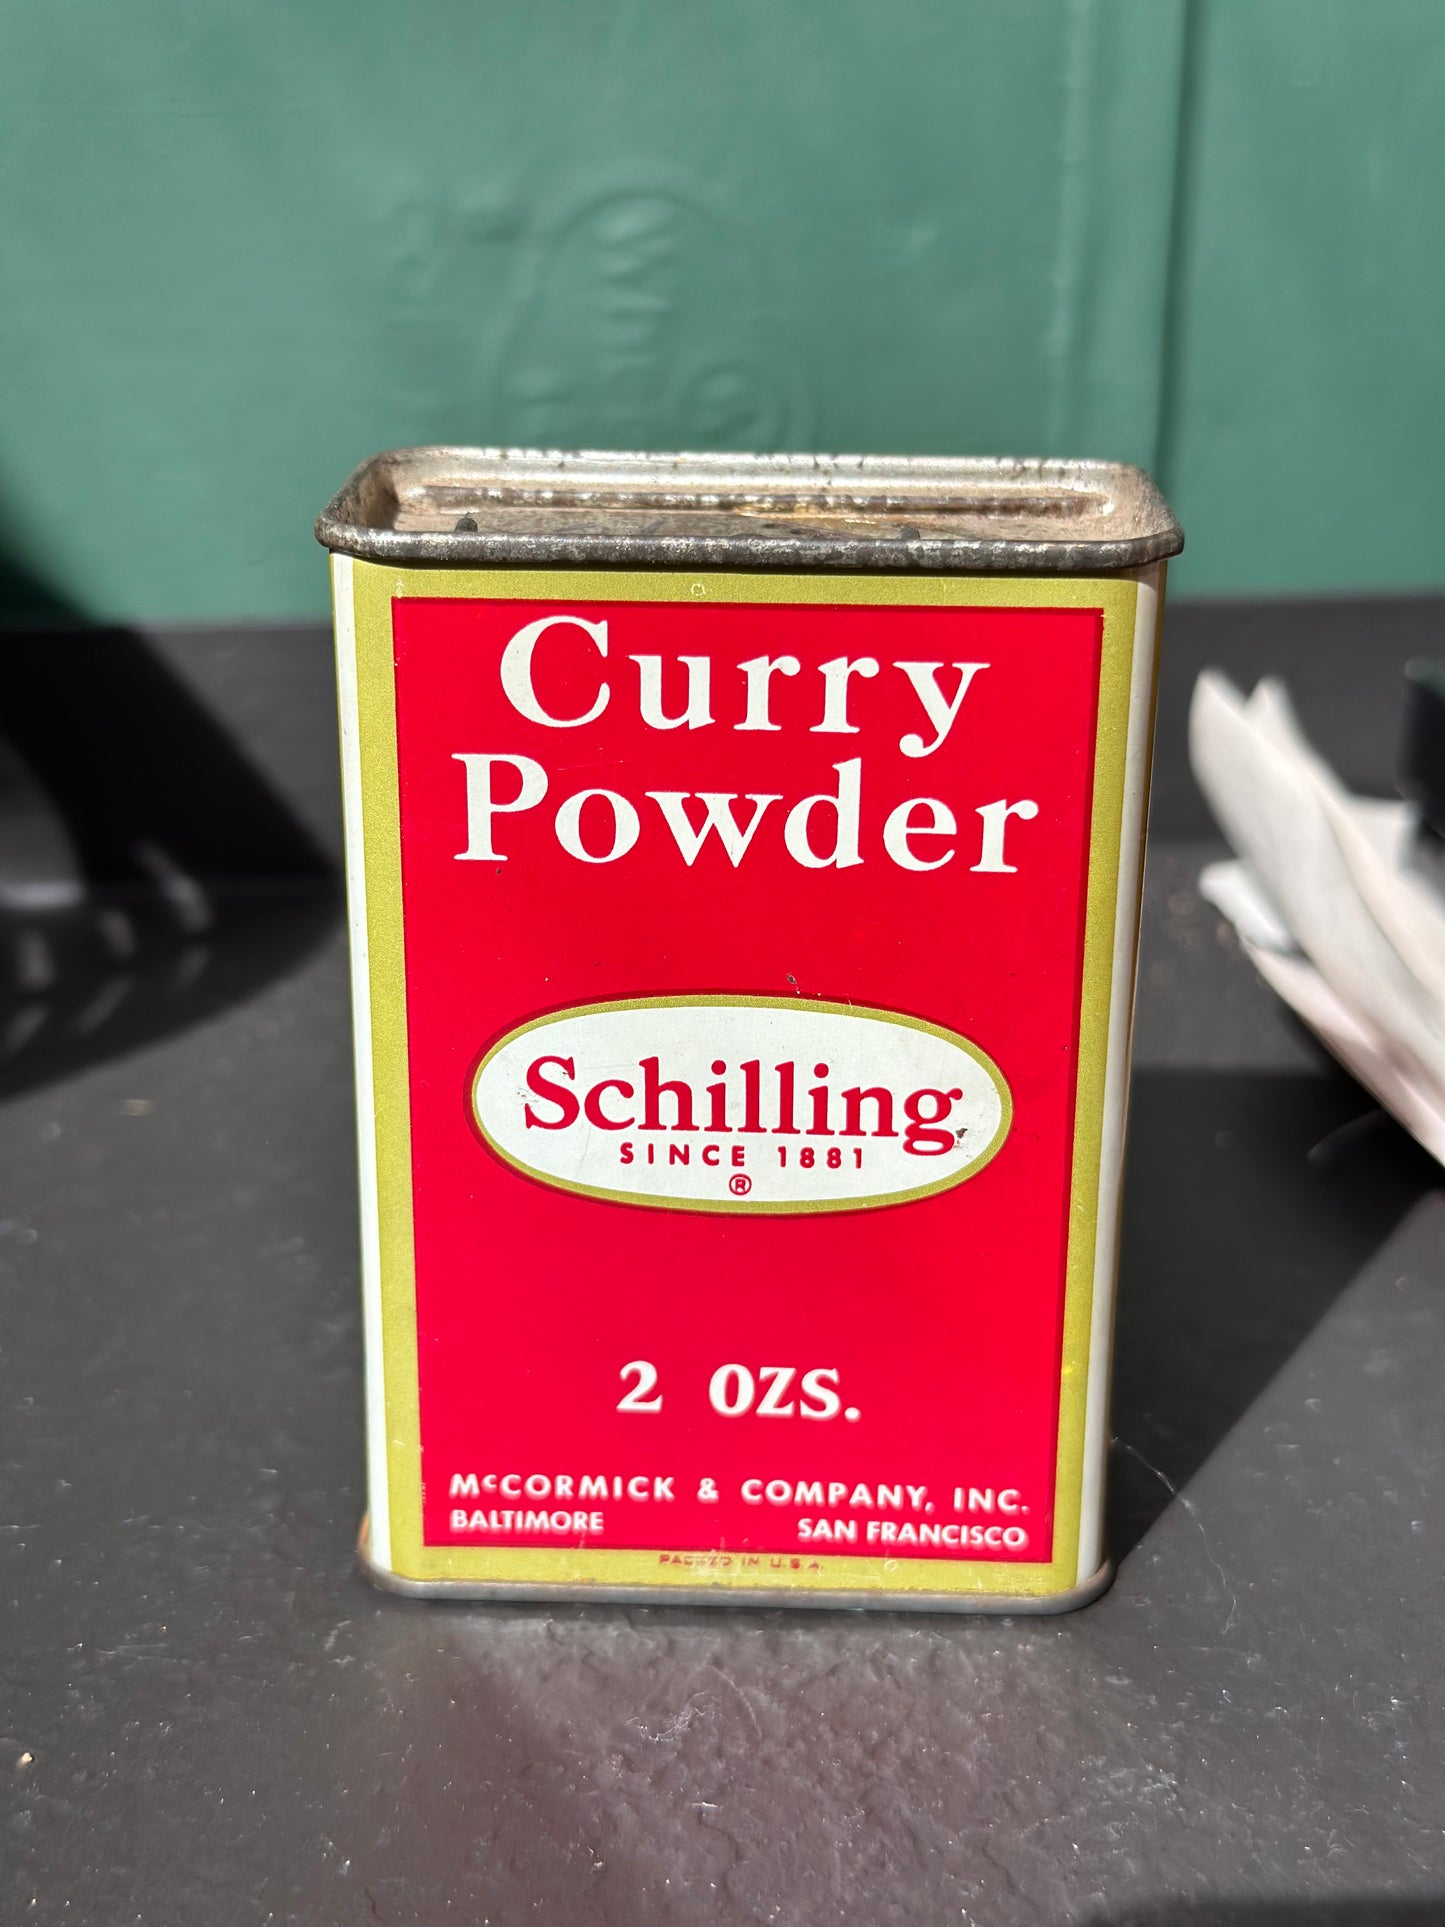 Curry
Powder
Schilling
SINCE 1881
®
2 OZS.
McCORMICK & COMPANY, INC.
BALTIMORE SAN FRANCISCO
PACKED IN U.S.A.